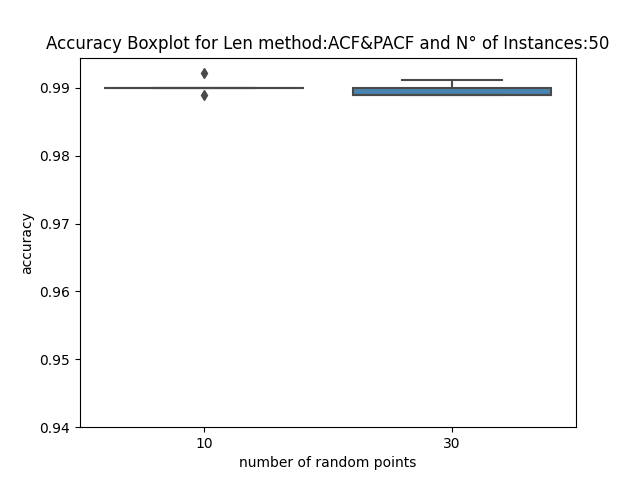 Accuracy Boxplot for Len method:ACF&PACF and N° of Instances:50
0.99
0.98
0.97
0.96
0.95
0.94
accuracy
10 30
number of random points